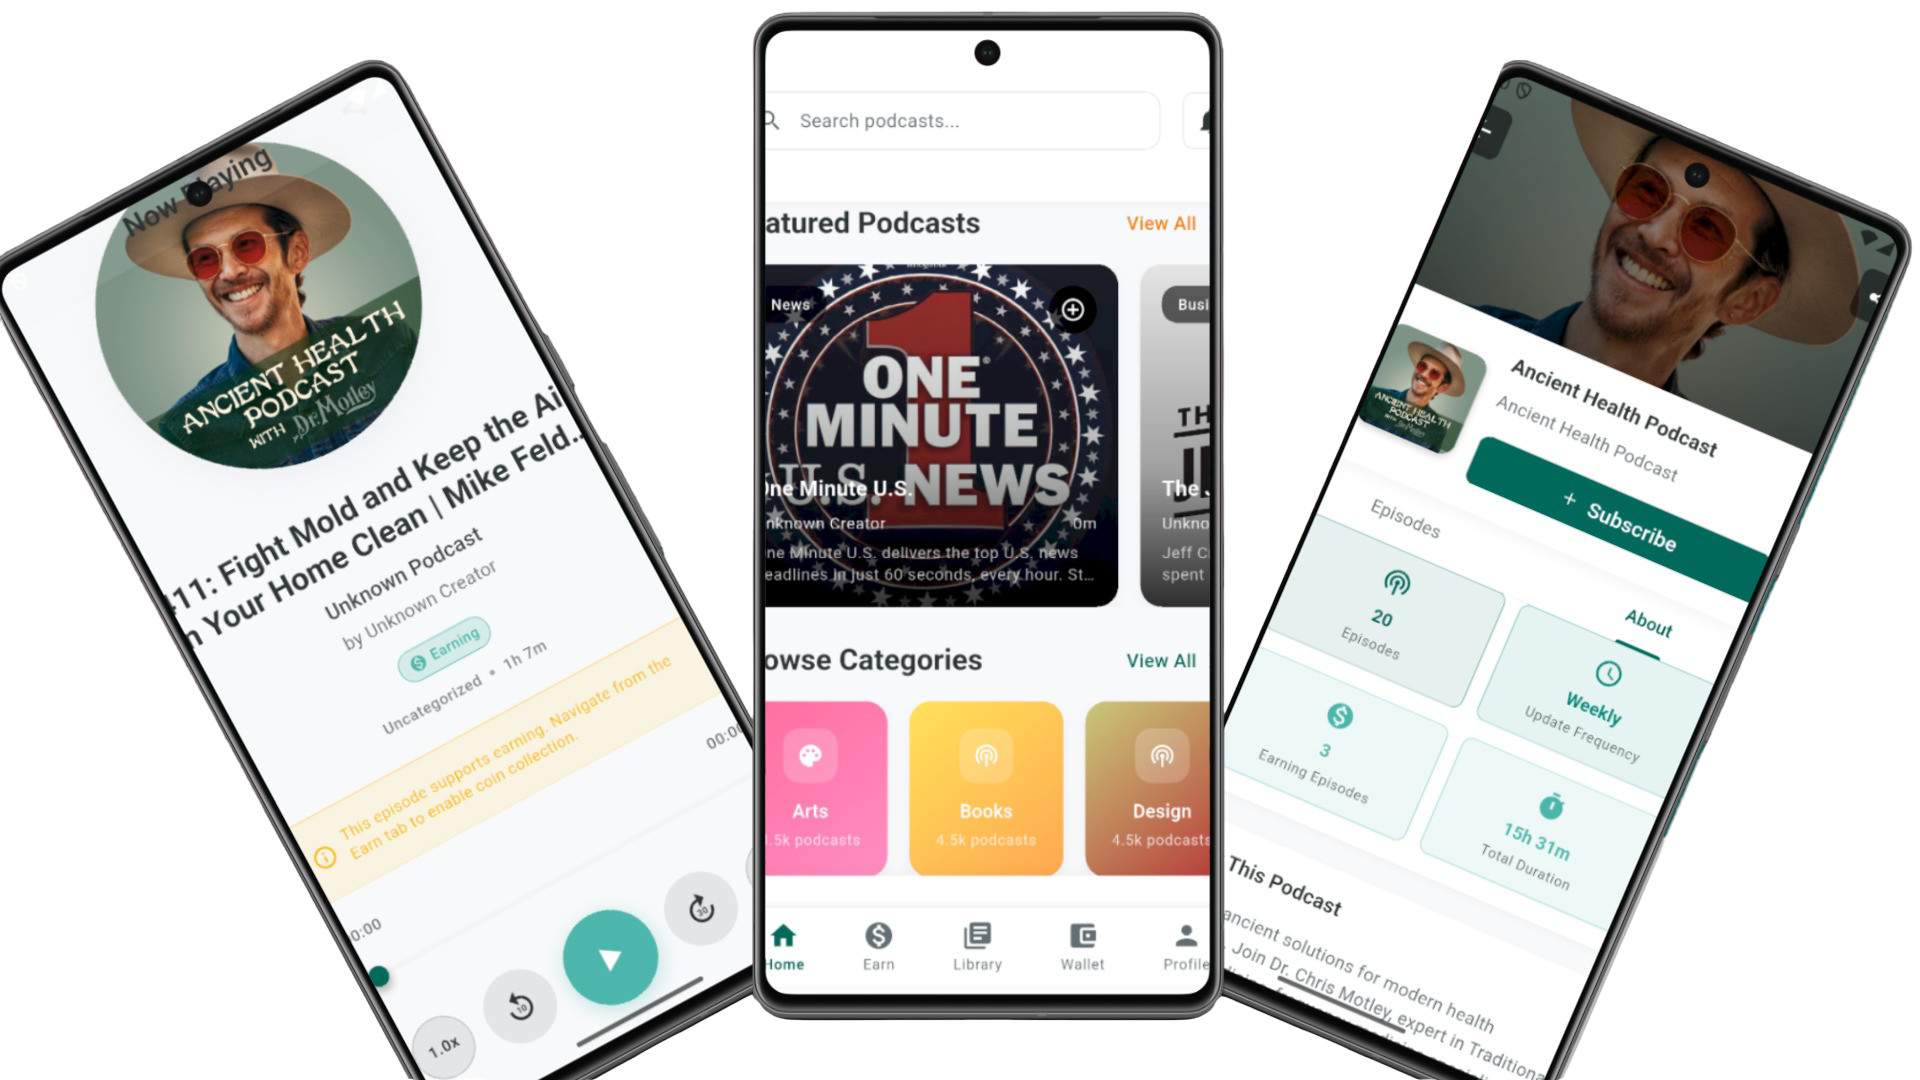 Now Playing
ANCIENT HEALTH
PODCAST
WITH Dr. Motley
411: Fight Mold and Keep the Ai
Your Home Clean | Mike Feld...
Unknown Podcast
by Unknown Creator
Earning
Uncategorized • 1h 7m
This episode supports earning. Navigate from the
Earn tab to enable coin collection.
0:00
00:00
1.0x
10
30
Search podcasts...
atured Podcasts
View All
News
ONE
MINUTE
U.S. NEWS
One Minute U.S.
nknown Creator
0m
ne Minute U.S. delivers the top U.S. news
eadlines in just 60 seconds, every hour. St...
Busi
TH
The J
Unkno
Jeff C
spent
owse Categories
View All
Arts
.5k podcasts
Books
4.5k podcasts
Design
4.5k podcasts
Home
Earn
Library
Wallet
Profile
ANCIENT HEALTH
PODCAST
Ancient Health Podcast
Ancient Health Podcast
+ Subscribe
Episodes
About
20
Episodes
Weekly
Update Frequency
3
Earning Episodes
15h 31m
Total Duration
This Podcast
ancient solutions for modern health
. Join Dr. Chris Motley, expert in Traditiona